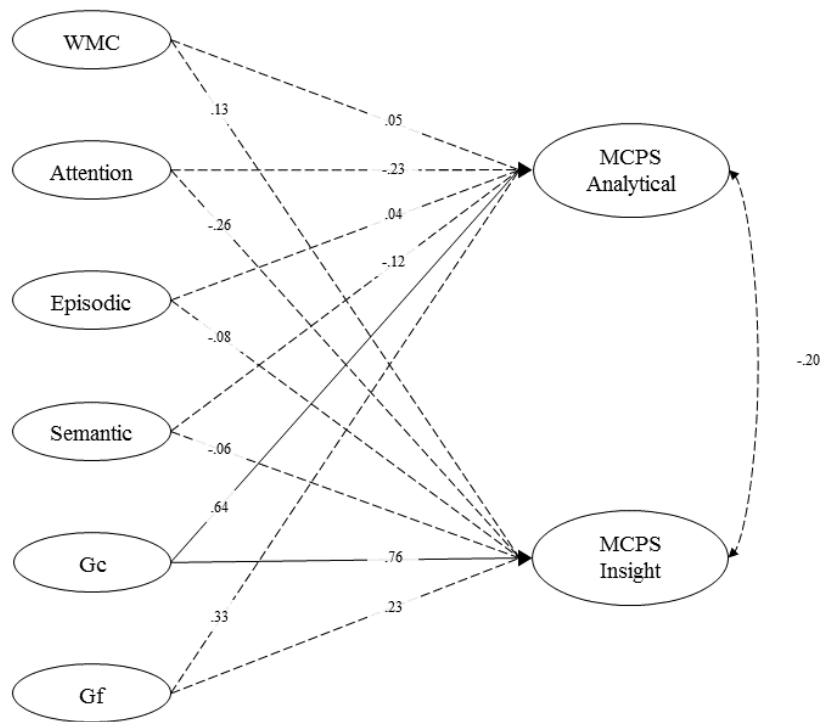 WMC
.13
.05
Attention
-.23
MCPS
Analytical
-.26
.04
-.12
Episodic
-.08
-.20
Semantic
-.06
.64
Gc
.76
MCPS
Insight
.33
.23
Gf